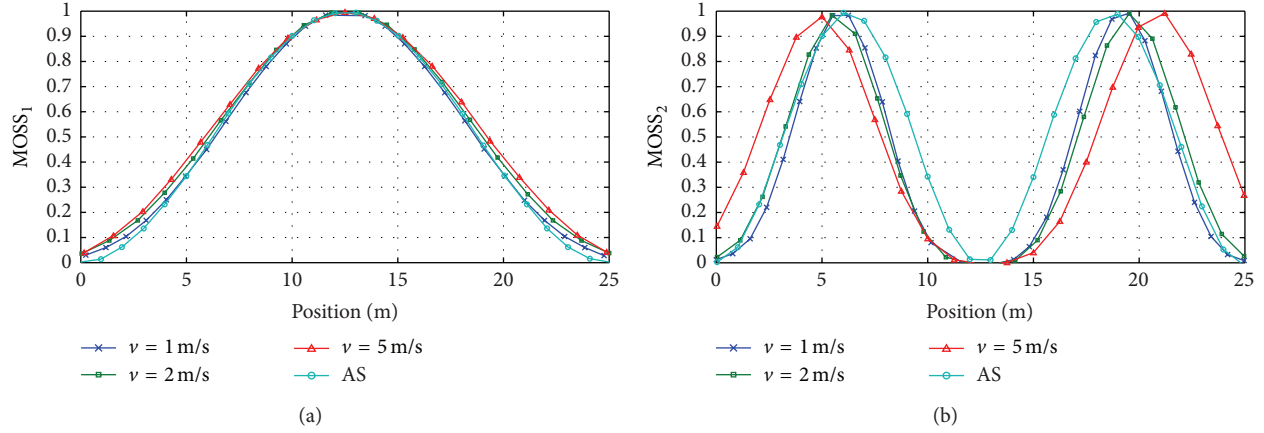 MOSS₁
1
0.9
0.8
0.7
0.6
0.5
0.4
0.3
0.2
0.1
0
0 5 10 15 20 25
Position (m)
v = 1 m/s
v = 2 m/s
v = 5 m/s
AS
(a)
MOSS₂
1
0.9
0.8
0.7
0.6
0.5
0.4
0.3
0.2
0.1
0
0 5 10 15 20 25
Position (m)
v = 1 m/s
v = 2 m/s
v = 5 m/s
AS
(b)